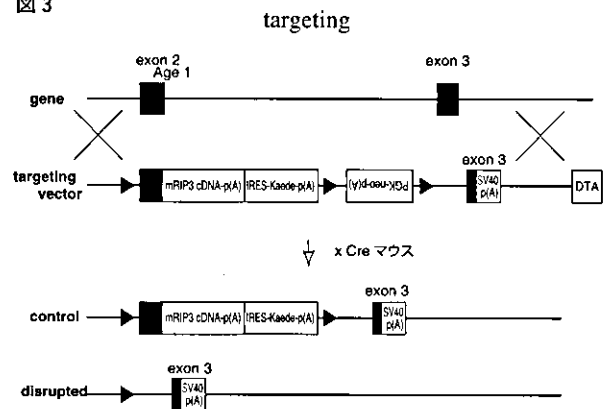 図3
targeting
exon 2
Age 1
exon 3
gene
exon 3
targeting
vector
mRIP3 cDNA-p(A)
IRES-Kaede-p(A)
PGK-neo-p(A)
SV40
p(A)
DTA
x Cre マウス
exon 3
control
mRIP3 cDNA-p(A)
IRES-Kaede-p(A)
SV40
p(A)
exon 3
disrupted
SV40
p(A)